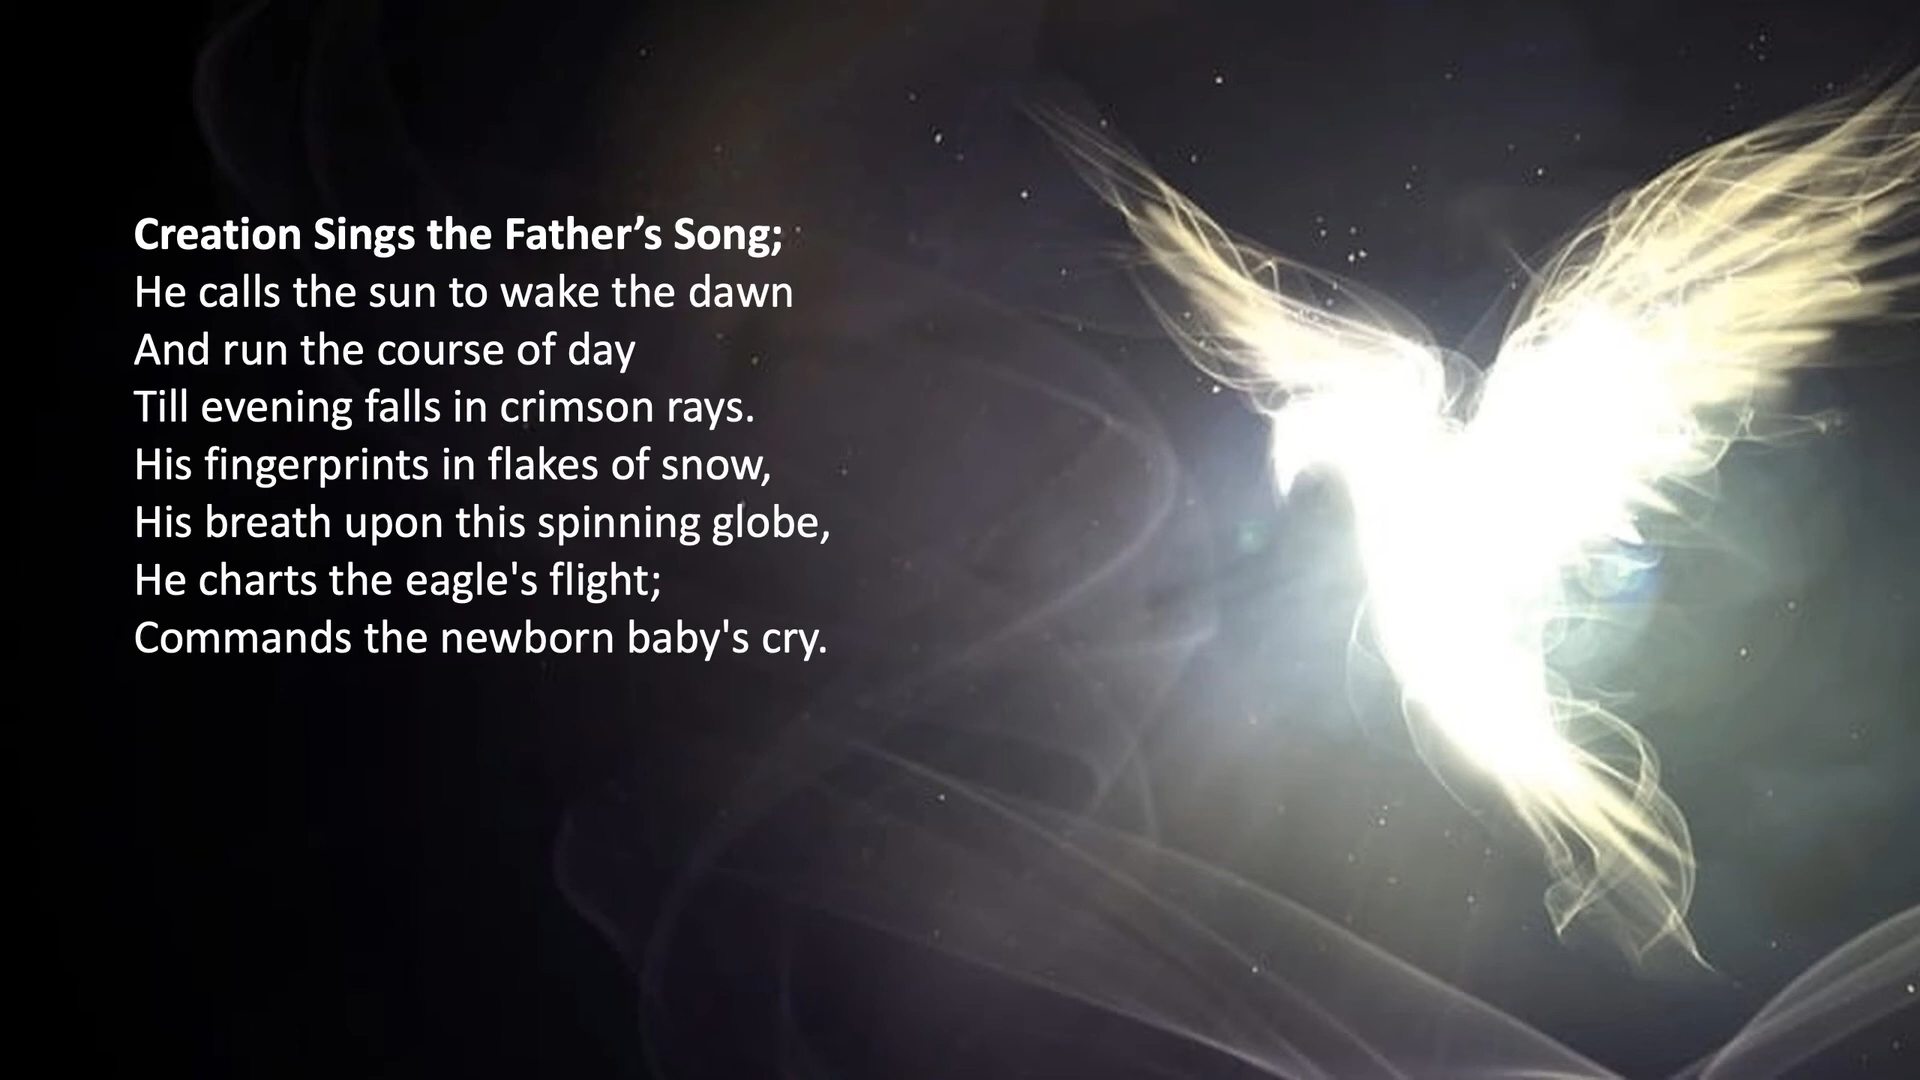 Creation Sings the Father’s Song;
He calls the sun to wake the dawn
And run the course of day
Till evening falls in crimson rays.
His fingerprints in flakes of snow,
His breath upon this spinning globe,
He charts the eagle's flight;
Commands the newborn baby's cry.